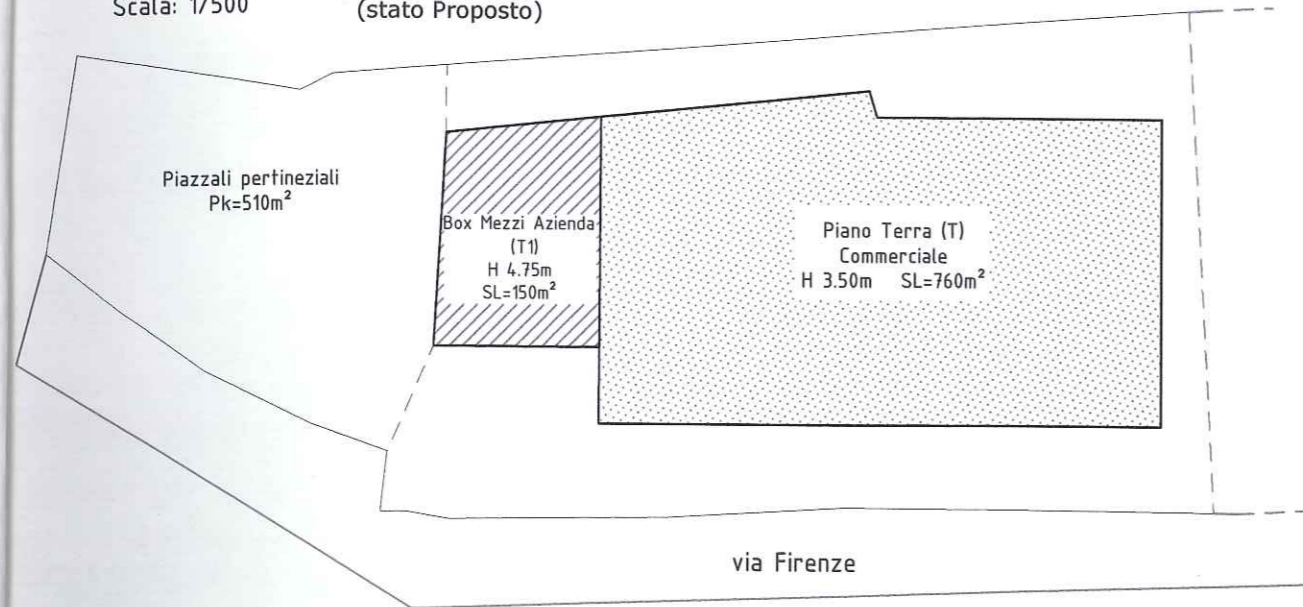 Scala: 1/500
(stato Proposto)
Piazzali pertineziali
Pk=510m²
Box Mezzi Azienda
(T1)
H 4.75m
SL=150m²
Piano Terra (T)
Commerciale
H 3.50m SL=760m²
via Firenze